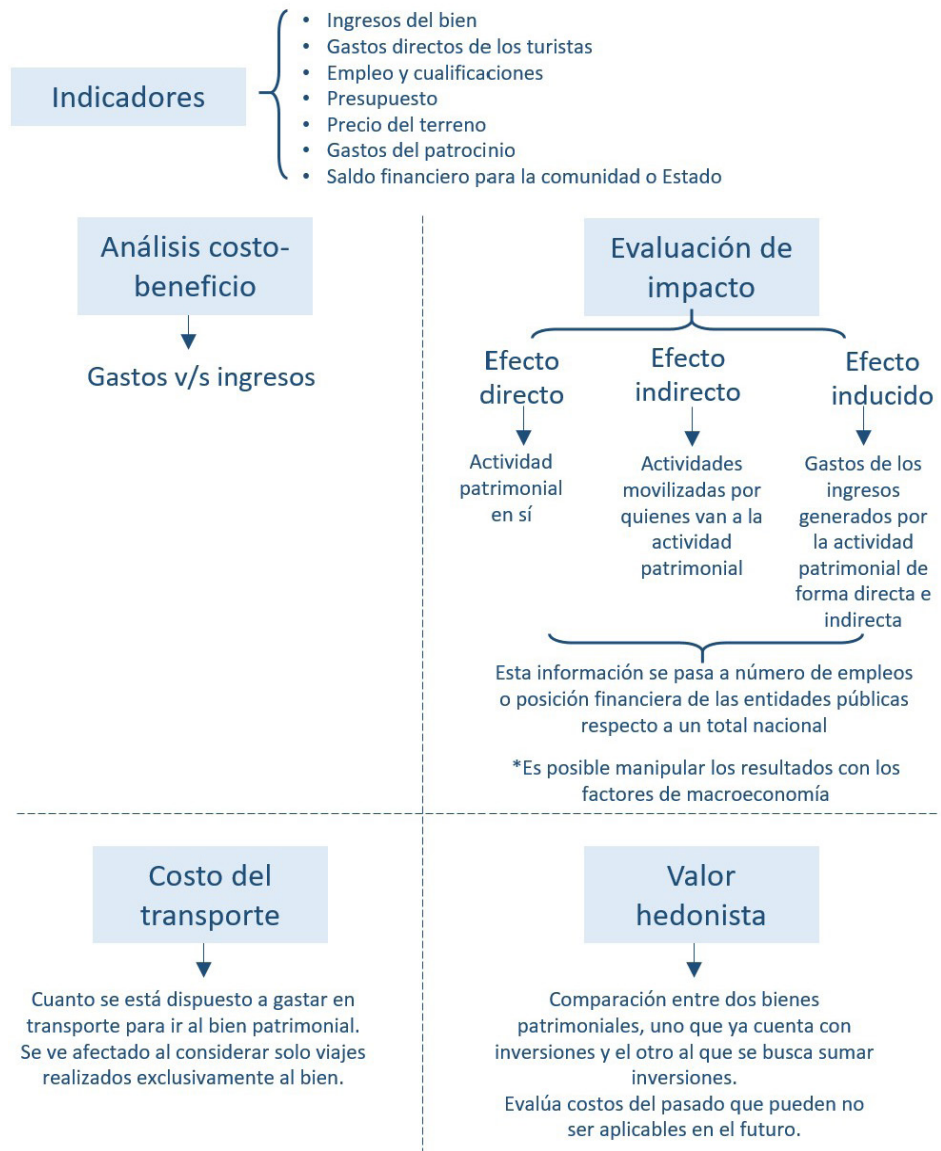 Indicadores
• Ingresos del bien
• Gastos directos de los turistas
• Empleo y cualificaciones
• Presupuesto
• Precio del terreno
• Gastos del patrocinio
• Saldo financiero para la comunidad o Estado
Análisis costo-
beneficio
Gastos v/s ingresos
Evaluación de
impacto
Efecto
directo
Actividad
patrimonial
en sí
Efecto
indirecto
Actividades
movilizadas por
quienes van a la
actividad
patrimonial
Efecto
inducido
Gastos de los
ingresos
generados por
la actividad
patrimonial de
forma directa e
indirecta
Esta información se pasa a número de empleos
o posición financiera de las entidades públicas
respecto a un total nacional
*Es posible manipular los resultados con los
factores de macroeconomía
Costo del
transporte
Cuanto se está dispuesto a gastar en
transporte para ir al bien patrimonial.
Se ve afectado al considerar solo viajes
realizados exclusivamente al bien.
Valor
hedonista
Comparación entre dos bienes
patrimoniales, uno que ya cuenta con
inversiones y el otro al que se busca sumar
inversiones.
Evalúa costos del pasado que pueden no
ser aplicables en el futuro.